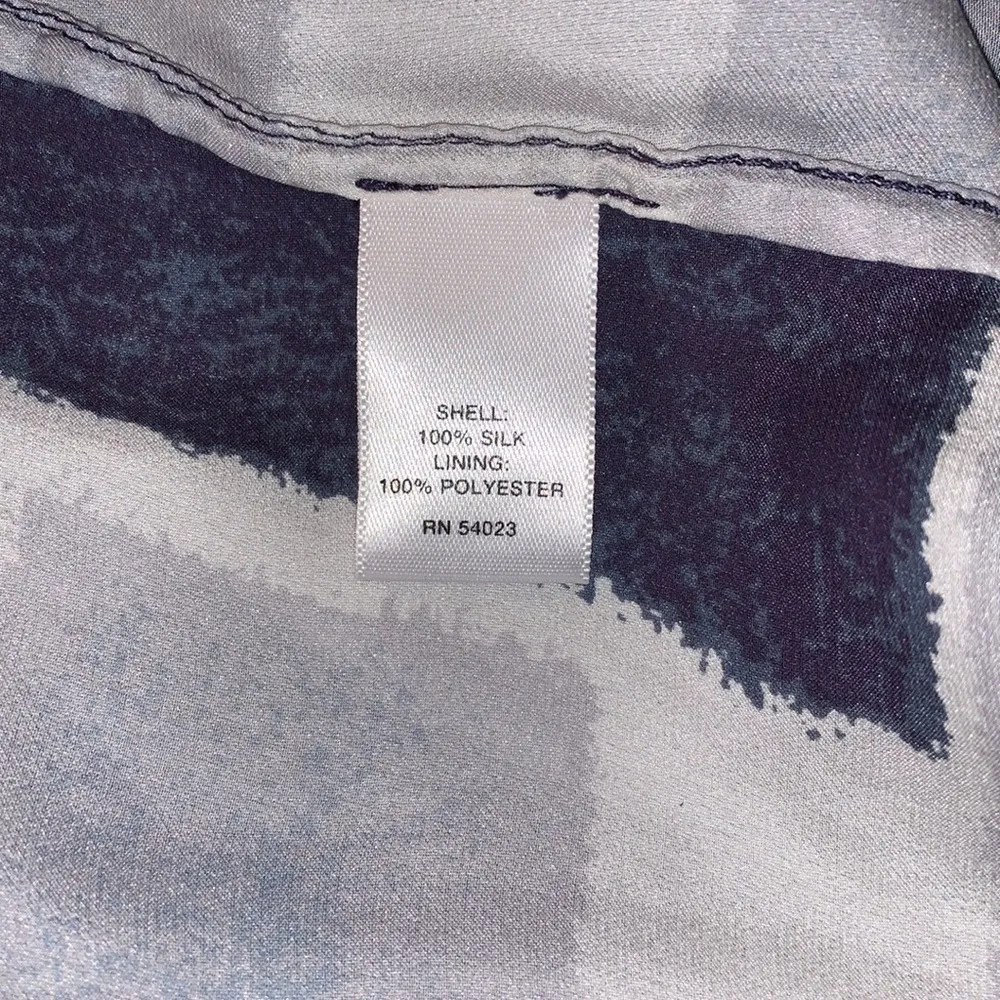 SHELL:
100% SILK
LINING:
100% POLYESTER
RN 54023